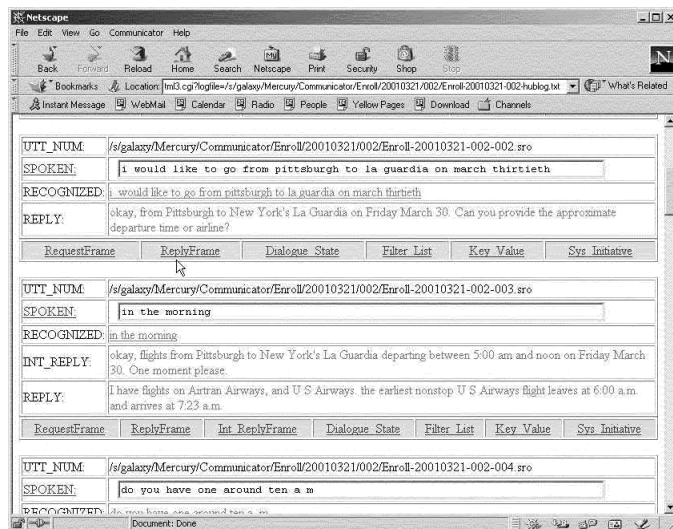 Netscape
File Edit View Go Communicator Help
Back Forward Reload Home Search Netscape Print Security Shop Stop
Bookmarks Location: tml3.cgi?logfile=/s/galaxy/Mercury/Communicator/Enroll/20010321/002/Enroll-20010321-002-hublog.txt What's Related
Instant Message WebMail Calendar Radio People Yellow Pages Download Channels
UTT_NUM: /s/galaxy/Mercury/Communicator/Enroll/20010321/002/Enroll-20010321-002-002.sro
SPOKEN: i would like to go from pittsburgh to la guardia on march thirtieth
RECOGNIZED: i would like to go from pittsburgh to la guardia on march thirtieth
REPLY: okay, from Pittsburgh to New York's La Guardia on Friday March 30. Can you provide the approximate
departure time or airline?
RequestFrame ReplyFrame Dialogue State Filter List Key Value Sys Initiative
UTT_NUM: /s/galaxy/Mercury/Communicator/Enroll/20010321/002/Enroll-20010321-002-003.sro
SPOKEN: in the morning
RECOGNIZED: in the morning
INT_REPLY: okay, flights from Pittsburgh to New York's La Guardia departing between 5:00 am and noon on Friday March
30. One moment please.
REPLY: I have flights on Airtran Airways, and U S Airways. the earliest nonstop U S Airways flight leaves at 6:00 a.m.
and arrives at 7:23 a.m.
RequestFrame ReplyFrame Int ReplyFrame Dialogue State Filter List Key Value Sys Initiative
UTT_NUM: /s/galaxy/Mercury/Communicator/Enroll/20010321/002/Enroll-20010321-002-004.sro
SPOKEN: do you have one around ten a m
RECOGNIZED: do you have one around ten a m
Document: Done